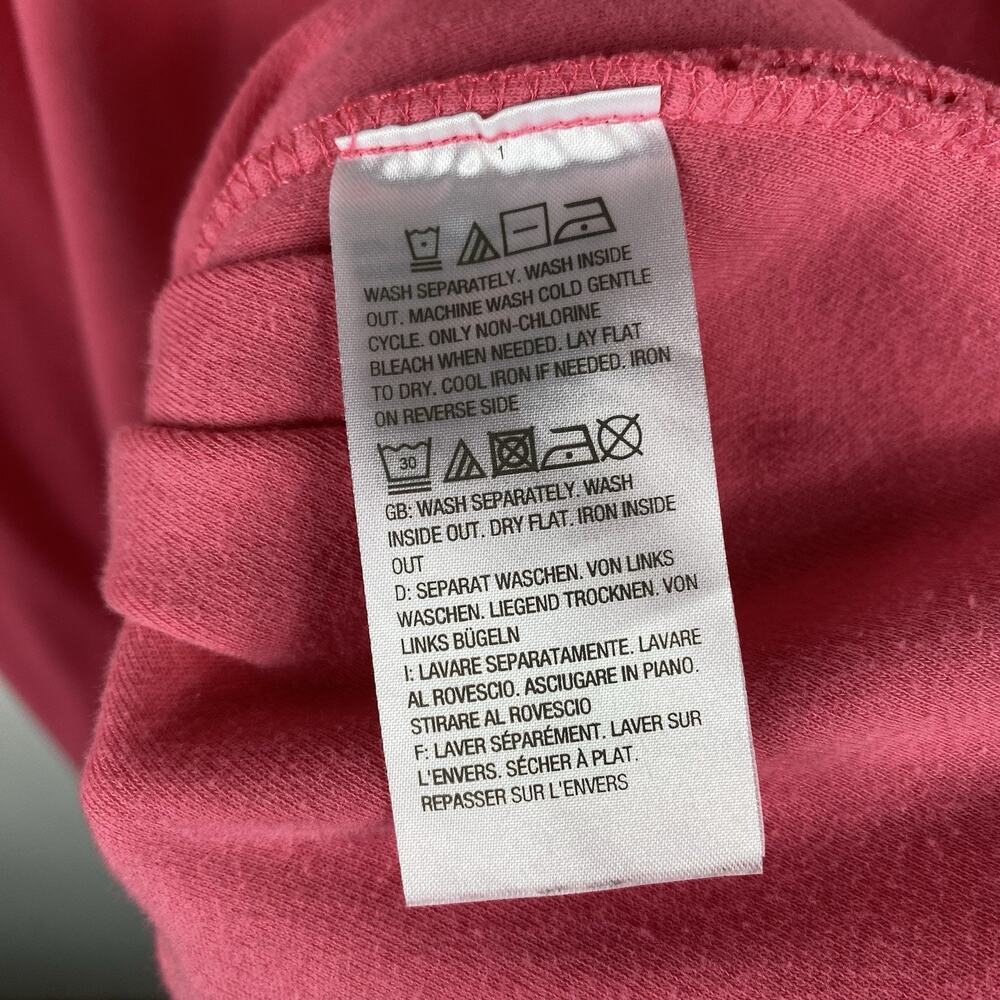 1
WASH SEPARATELY. WASH INSIDE
OUT. MACHINE WASH COLD GENTLE
CYCLE. ONLY NON-CHLORINE
BLEACH WHEN NEEDED. LAY FLAT
TO DRY. COOL IRON IF NEEDED. IRON
ON REVERSE SIDE
30
GB: WASH SEPARATELY. WASH
INSIDE OUT. DRY FLAT. IRON INSIDE
OUT
D: SEPARAT WASCHEN. VON LINKS
WASCHEN. LIEGEND TROCKNEN. VON
LINKS BÜGELN
I: LAVARE SEPARATAMENTE. LAVARE
AL ROVESCIO. ASCIUGARE IN PIANO.
STIRARE AL ROVESCIO
F: LAVER SÉPARÉMENT. LAVER SUR
L'ENVERS. SÉCHER À PLAT.
REPASSER SUR L'ENVERS